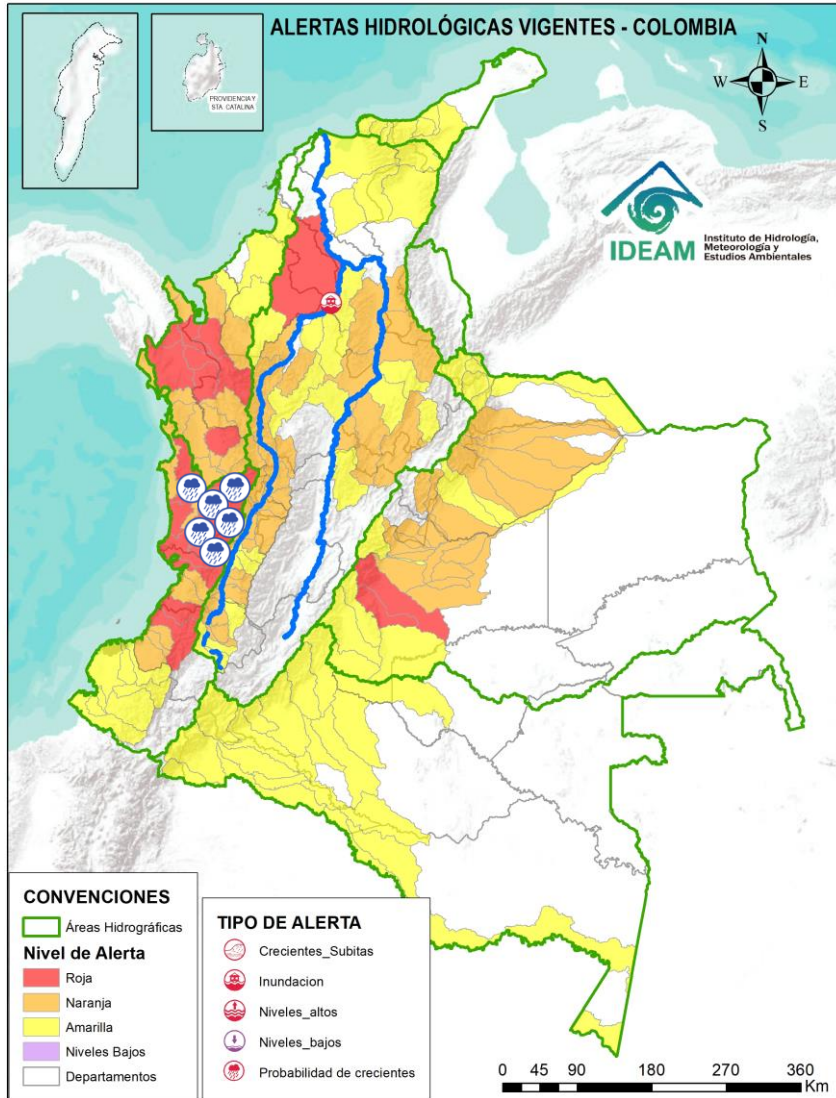 ALERTAS HIDROLÓGICAS VIGENTES - COLOMBIA
PROVIDENCIA Y
STA. CATALINA
N
W
E
S
IDEAM
Instituto de Hidrología,
Meteorología y
Estudios Ambientales
CONVENCIONES
Áreas Hidrográficas
Nivel de Alerta
Roja
Naranja
Amarilla
Niveles Bajos
Departamentos
TIPO DE ALERTA
Crecientes_Subitas
Inundacion
Niveles_altos
Niveles_bajos
Probabilidad de crecientes
0 45 90 180 270 360
Km